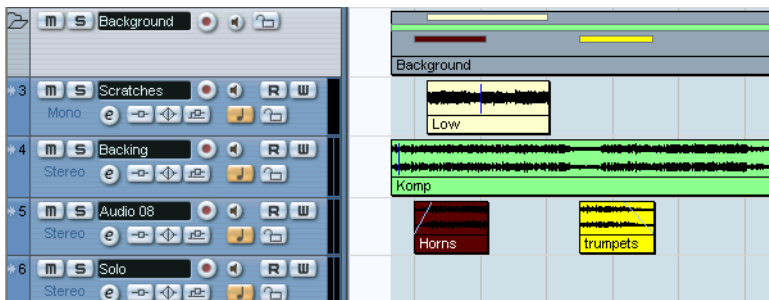 m S Background
Background
3 m S Scratches R W
Mono e
Low
4 m S Backing R W
Stereo e
Komp
5 m S Audio 08 R W
Stereo e
Horns
trumpets
6 m S Solo R W
Stereo e